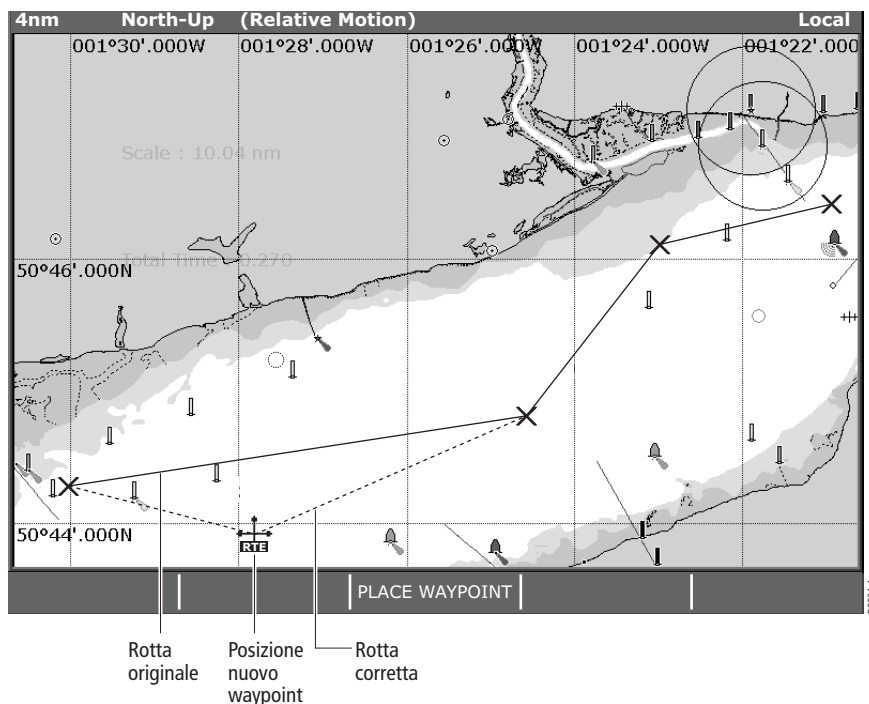 4nm North-Up (Relative Motion) Local
001°30'.000W 001°28'.000W 001°26'.000W 001°24'.000W 001°22'.000
Scale : 10.04 nm
50°46'.000N
50°44'.000N
RTE
PLACE WAYPOINT
Rotta
originale
Posizione
nuovo
waypoint
Rotta
corretta